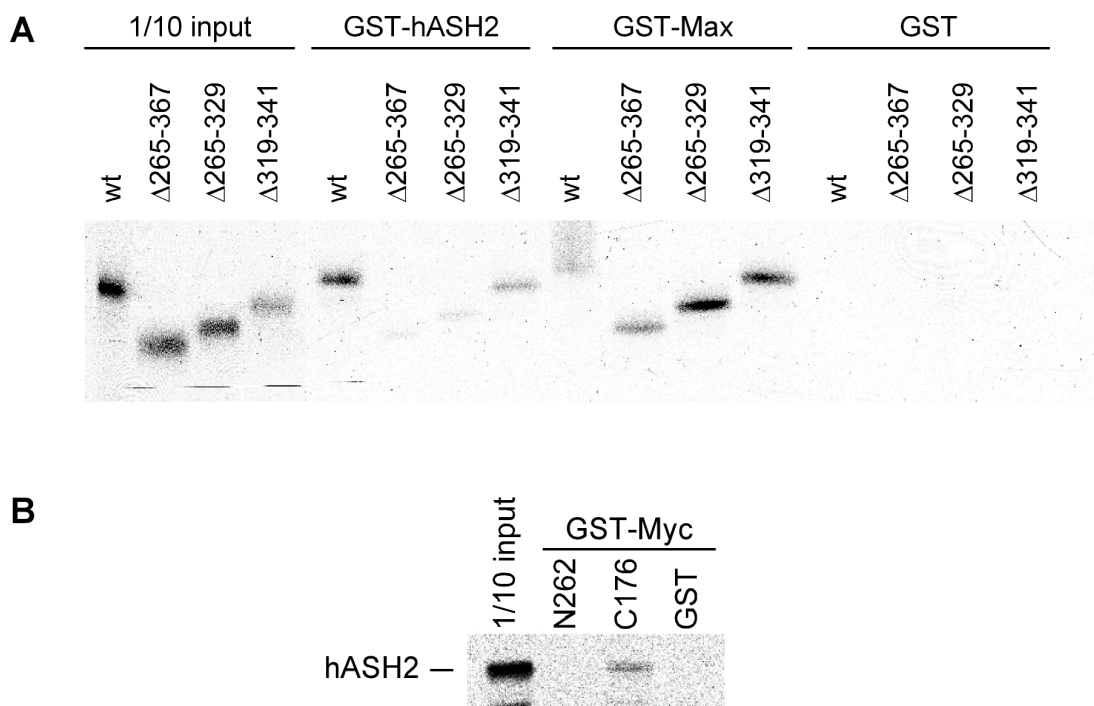 A
1/10 input GST-hASH2 GST-Max GST
wt Δ265-367 Δ265-329 Δ319-341 wt Δ265-367 Δ265-329 Δ319-341 wt Δ265-367 Δ265-329 Δ319-341 wt Δ265-367 Δ265-329 Δ319-341
B
1/10 input
GST-Myc
N262 C176 GST
hASH2